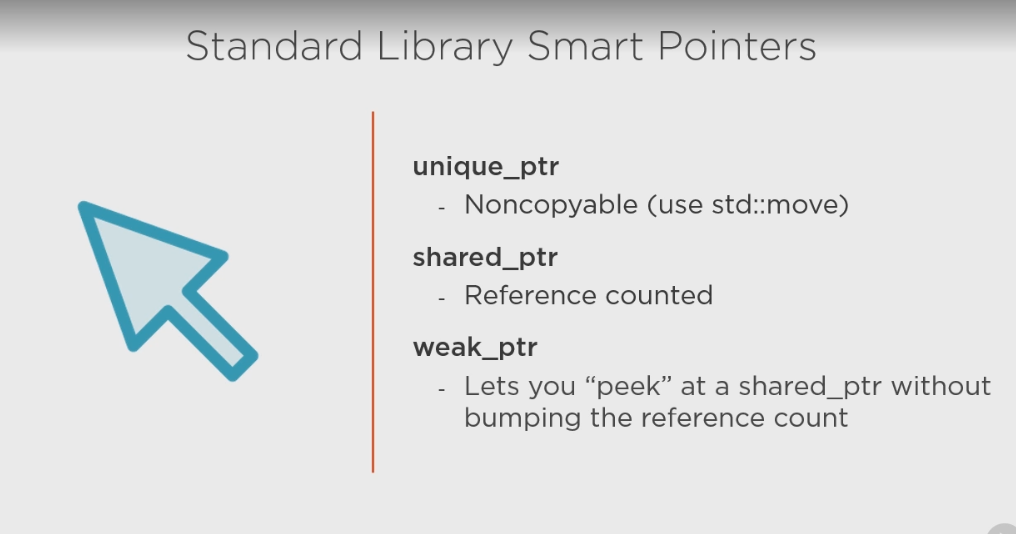 Standard Library Smart Pointers
unique_ptr
- Noncopyable (use std::move)
shared_ptr
- Reference counted
weak_ptr
- Lets you “peek” at a shared_ptr without
bumping the reference count